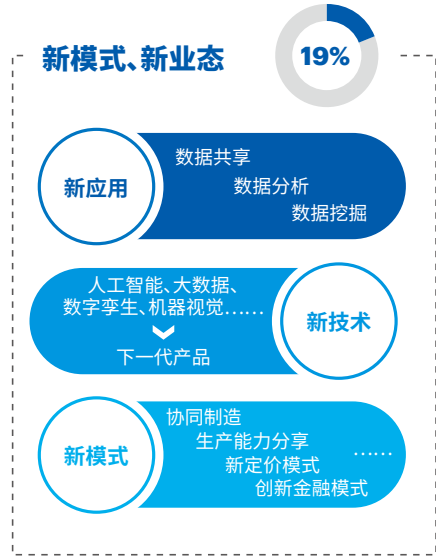 新模式、新业态
19%
新应用
数据共享
数据分析
数据挖掘
人工智能、大数据、
数字孪生、机器视觉……
下一代产品
新技术
新模式
协同制造
生产能力分享
新定价模式
……
创新金融模式